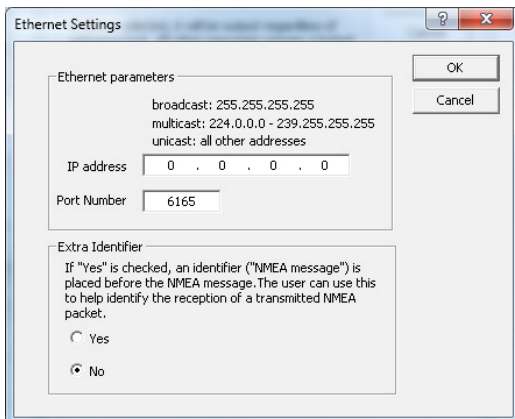 Ethernet Settings
OK
Cancel
Ethernet parameters
broadcast: 255.255.255.255
multicast: 224.0.0.0 - 239.255.255.255
unicast: all other addresses
IP address 0 . 0 . 0 . 0
Port Number 6165
Extra Identifier
If "Yes" is checked, an identifier ("NMEA message") is
placed before the NMEA message.The user can use this
to help identify the reception of a transmitted NMEA
packet.
Yes
No